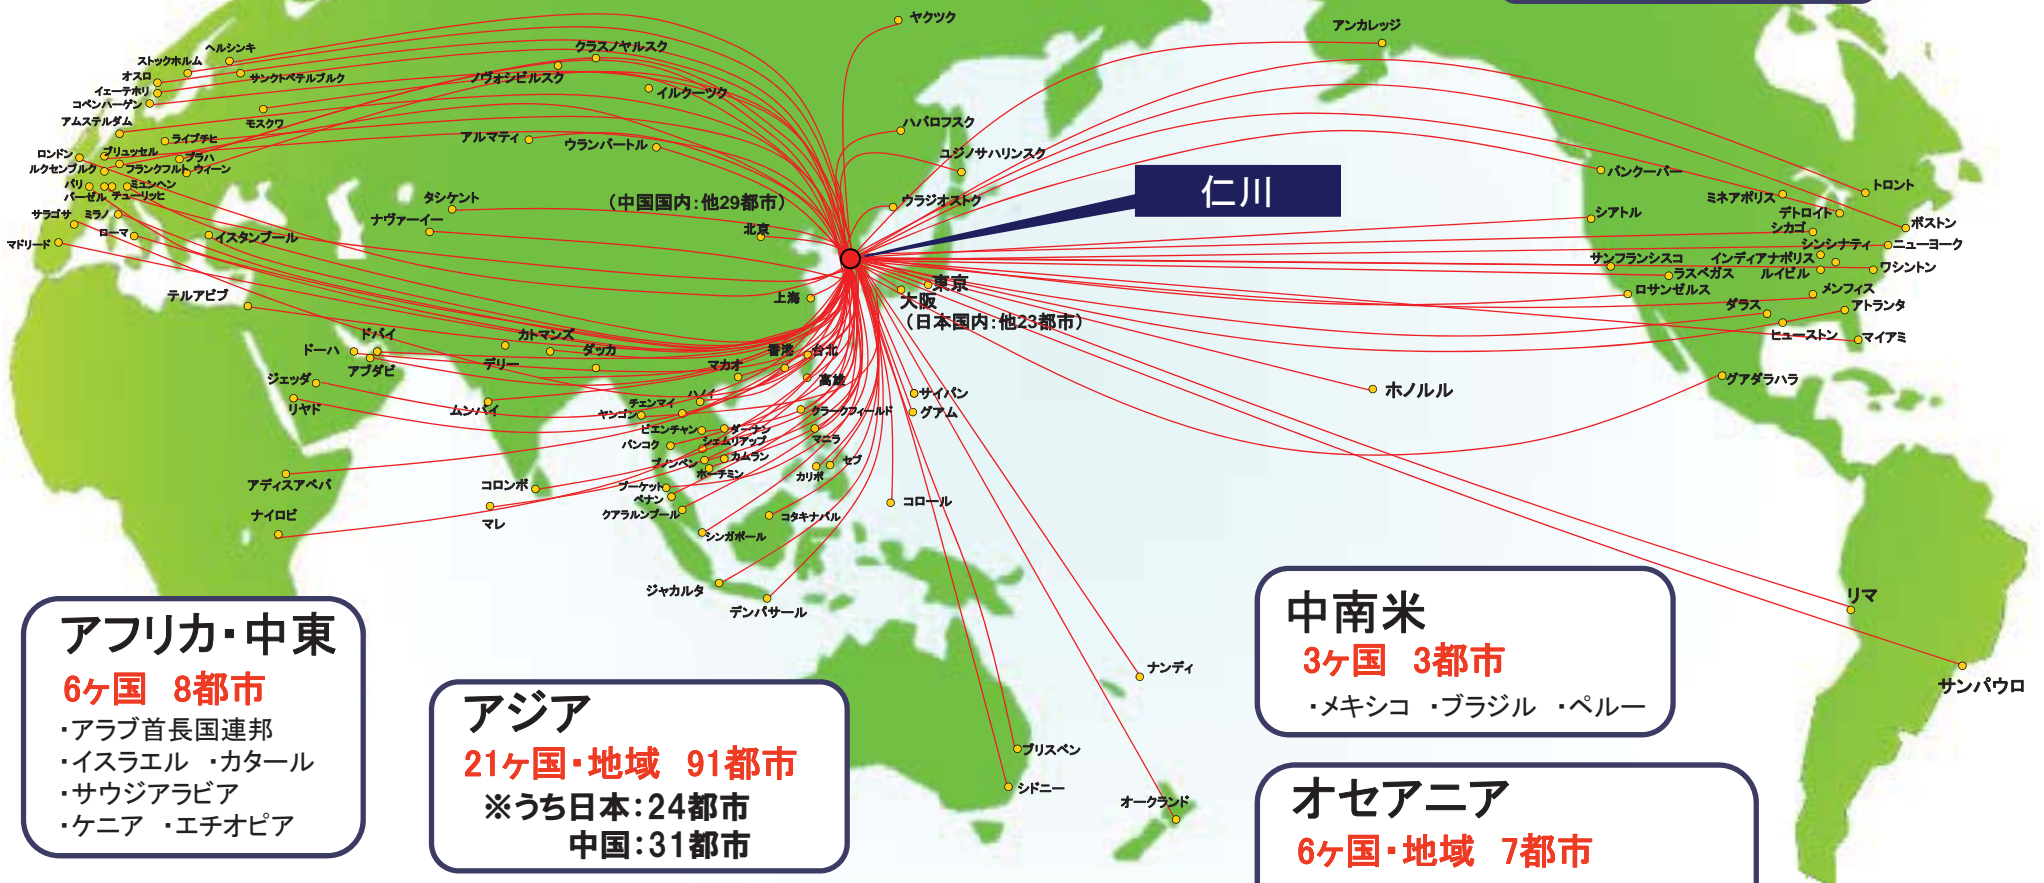 ヤクツク
アンカレッジ
ヘルシンキ
ストックホルム
クラスノヤルスク
オスロ
サンクトペテルブルク
ノヴォシビルスク
イェーテホリ
イルクーツク
コペンハーゲン
アムステルダム
モスクワ
ハバロフスク
ライプチヒ
アルマティ
ウランバートル
ロンドン
ブリュッセル
プラハ
ユジノサハリンスク
ルクセンブルク
フランクフルト
ウィーン
バンクーバー
パリ
ミュンヘン
トロント
バーゼル
チューリッヒ
タシケント
(中国国内:他29都市)
ウラジオストク
仁川
ミネアポリス
サラゴサ
ミラノ
ナヴァーイー
シアトル
デトロイト
ボストン
ローマ
イスタンブール
北京
シカゴ
マドリード
シンシナティ
ニューヨーク
サンフランシスコ
インディアナポリス
ラスベガス
ルイビル
ワシントン
テルアビブ
上海
東京
大阪
(日本国内:他23都市)
ロサンゼルス
メンフィス
ダラス
アトランタ
ドバイ
カトマンズ
ヒューストン
マイアミ
ドーハ
ダッカ
香港
台北
アブダビ
デリー
マカオ
ジェッダ
高雄
グアダラハラ
リヤド
ムンバイ
チェンマイ
ハノイ
サイパン
ホノルル
ヤンゴン
クラークフィールド
グアム
ビエンチャン
ダーナン
バンコク
シェムリアップ
マニラ
プノンペン
カムラン
セブ
ホーチミン
カリボ
アディスアベバ
コロンボ
プーケット
ペナン
コロール
ナイロビ
マレ
クアラルンプール
コタキナバル
シンガポール
ジャカルタ
デンパサール
リマ
サンパウロ
ナンディ
ブリスベン
シドニー
オークランド
アフリカ・中東
6ヶ国 8都市
・アラブ首長国連邦
・イスラエル ・カタール
・サウジアラビア
・ケニア ・エチオピア
アジア
21ヶ国・地域 91都市
※うち日本:24都市
中国:31都市
中南米
3ヶ国 3都市
・メキシコ ・ブラジル ・ペルー
オセアニア
6ヶ国・地域 7都市